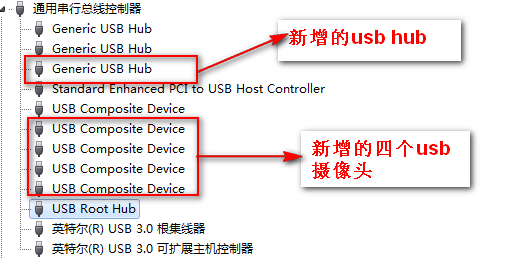 通用串行总线控制器
Generic USB Hub
Generic USB Hub
Generic USB Hub
Standard Enhanced PCI to USB Host Controller
USB Composite Device
USB Composite Device
USB Composite Device
USB Composite Device
USB Composite Device
USB Root Hub
英特尔(R) USB 3.0 根集线器
英特尔(R) USB 3.0 可扩展主机控制器
新增的usb hub
新增的四个usb
摄像头